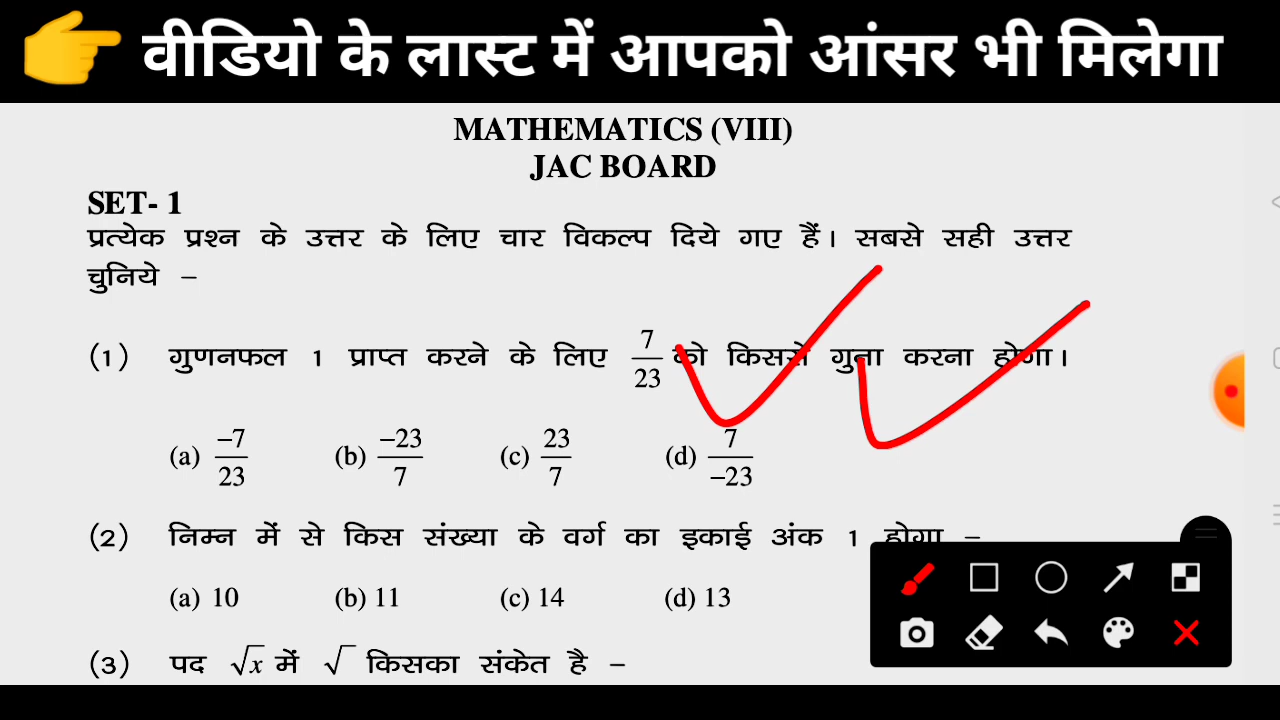 👉 वीडियो के लास्ट में आपको आंसर भी मिलेगा
MATHEMATICS (VIII)
JAC BOARD
SET- 1
प्रत्येक प्रश्न के उत्तर के लिए चार विकल्प दिये गए हैं। सबसे सही उत्तर
चुनिये –
(1) गुणनफल 1 प्राप्त करने के लिए 7/23 को किससे गुना करना होगा।
(a) –7/23 (b) –23/7 (c) 23/7 (d) 7/–23
(2) निम्न में से किस संख्या के वर्ग का इकाई अंक 1 होगा –
(a) 10 (b) 11 (c) 14 (d) 13
(3) पद √x में √ किसका संकेत है –